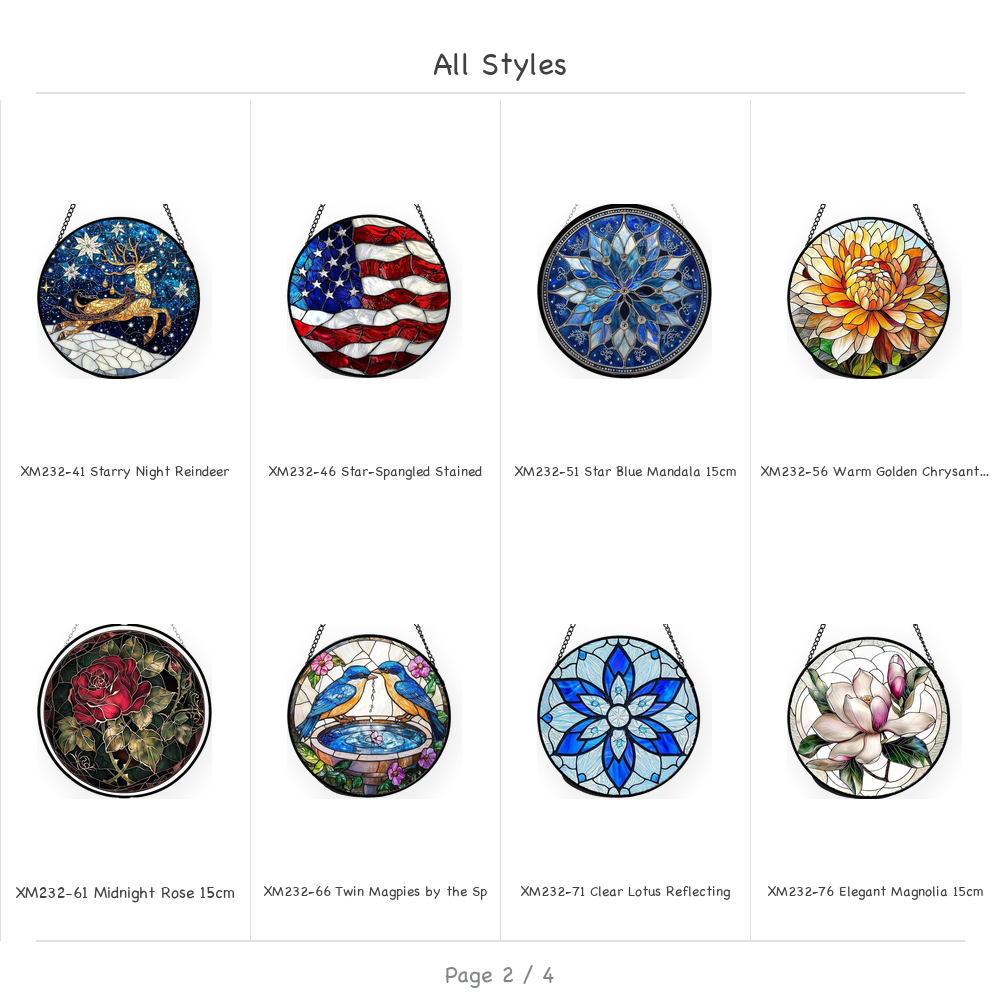 All Styles
XM232-41 Starry Night Reindeer
XM232-46 Star-Spangled Stained
XM232-51 Star Blue Mandala 15cm
XM232-56 Warm Golden Chrysant...
XM232-61 Midnight Rose 15cm
XM232-66 Twin Magpies by the Sp
XM232-71 Clear Lotus Reflecting
XM232-76 Elegant Magnolia 15cm
Page 2 / 4